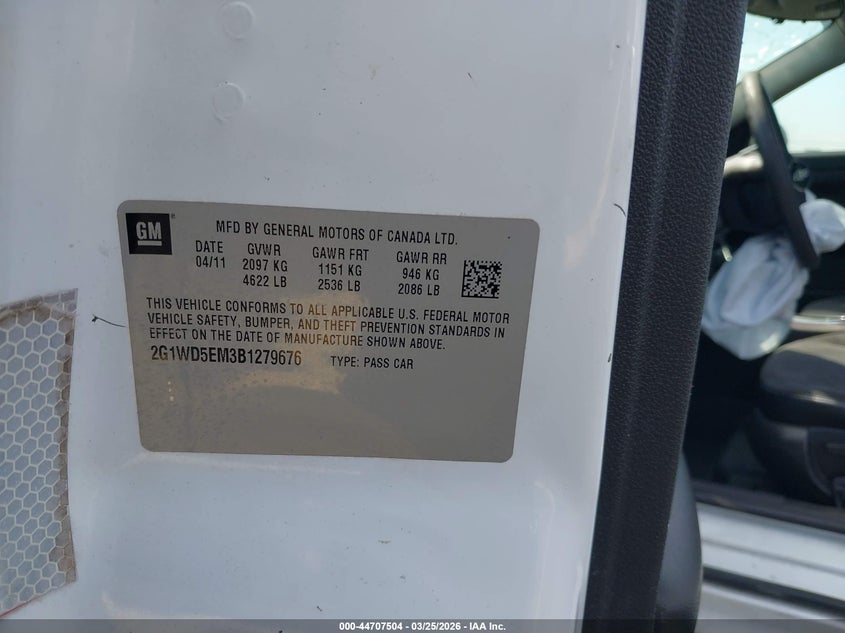 GM
MFD BY GENERAL MOTORS OF CANADA LTD.
DATE GVWR GAWR FRT GAWR RR
04/11 2097 KG 1151 KG 946 KG
4622 LB 2536 LB 2086 LB
THIS VEHICLE CONFORMS TO ALL APPLICABLE U.S. FEDERAL MOTOR
VEHICLE SAFETY, BUMPER, AND THEFT PREVENTION STANDARDS IN
EFFECT ON THE DATE OF MANUFACTURE SHOWN ABOVE.
2G1WD5EM3B1279676 TYPE: PASS CAR
000-44707504 — 03/25/2026 - IAA Inc.